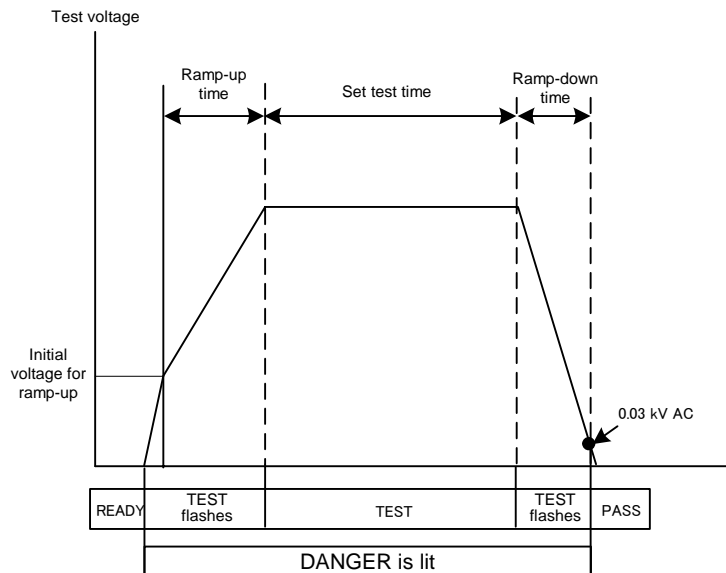 Test voltage
Ramp-up
time
Set test time
Ramp-down
time
Initial
voltage for
ramp-up
0.03 kV AC
READY
TEST
flashes
TEST
TEST
flashes
PASS
DANGER is lit